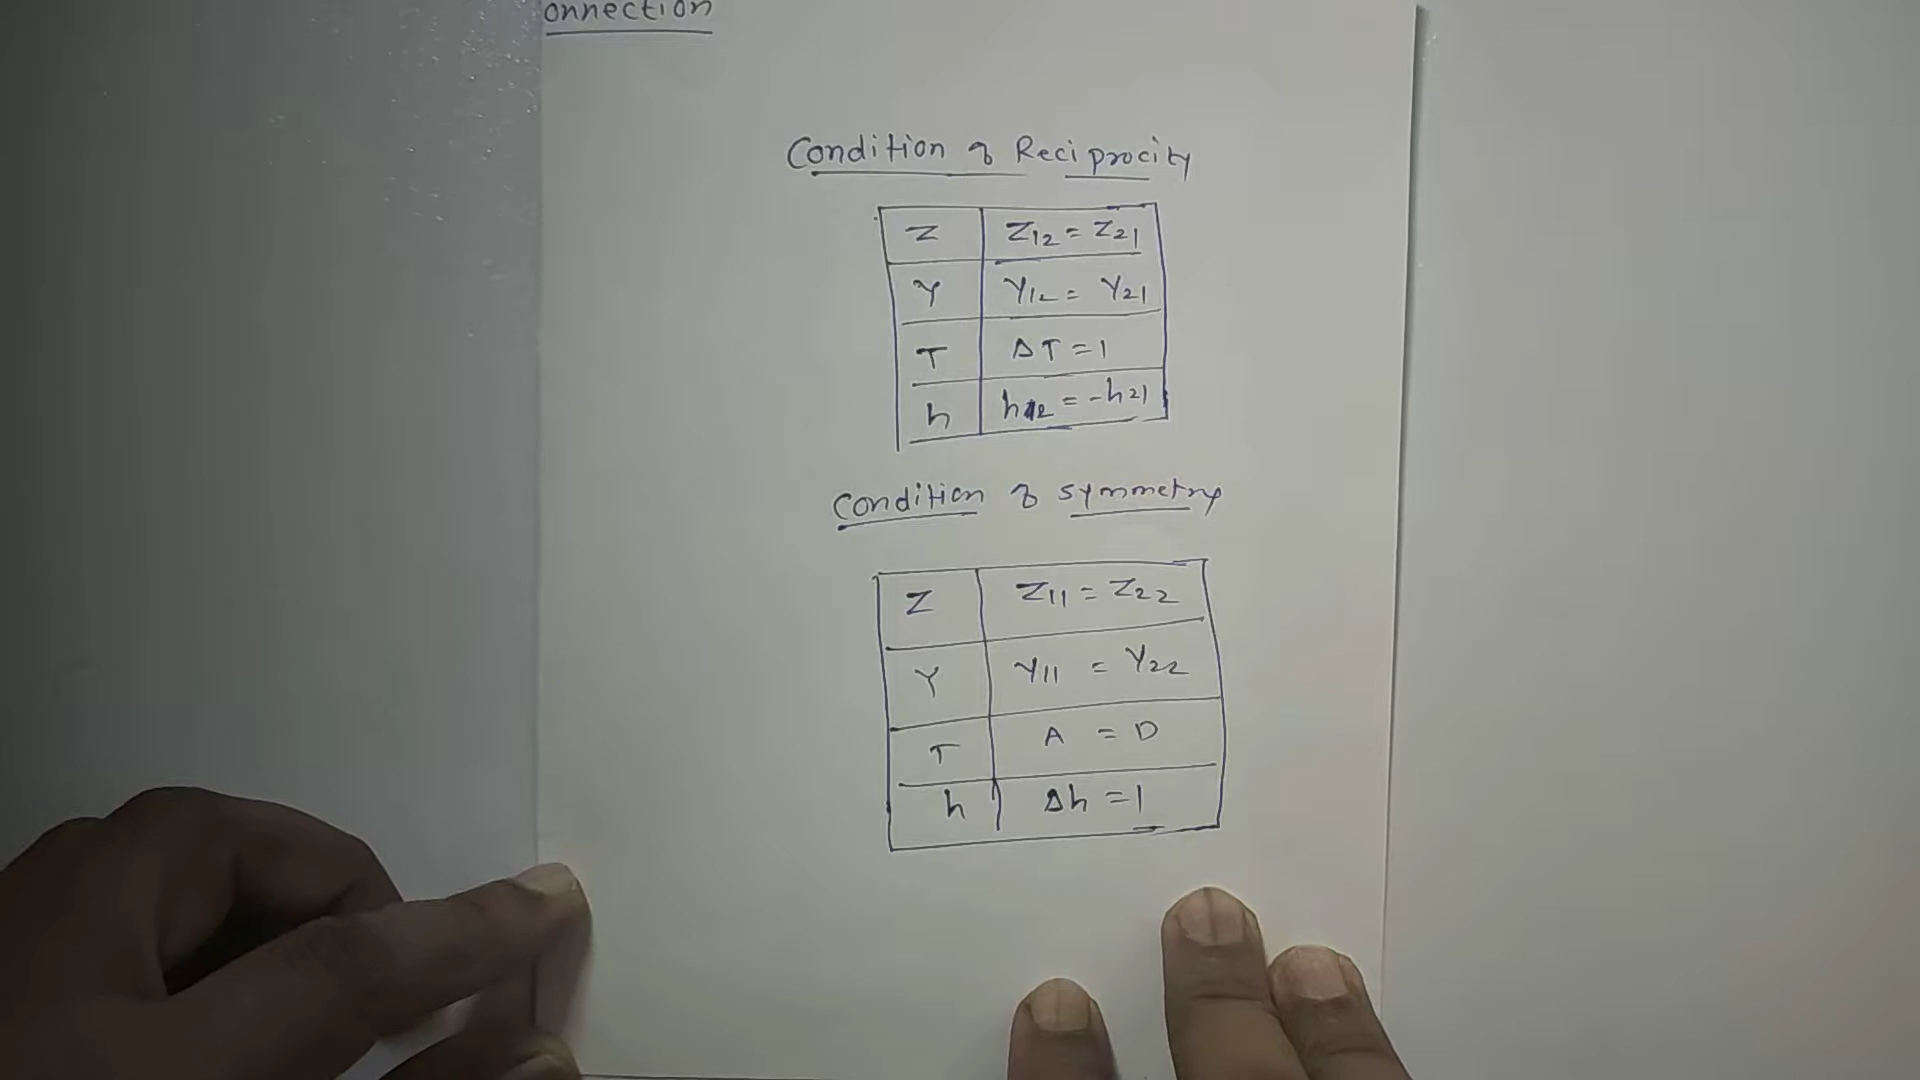 onnection
Condition of Reciprocity
Z Z12 = Z21
Y Y12 = Y21
T ΔT = 1
h h12 = -h21
Condition of symmetry
Z Z11 = Z22
Y Y11 = Y22
T A = D
h Δh = 1